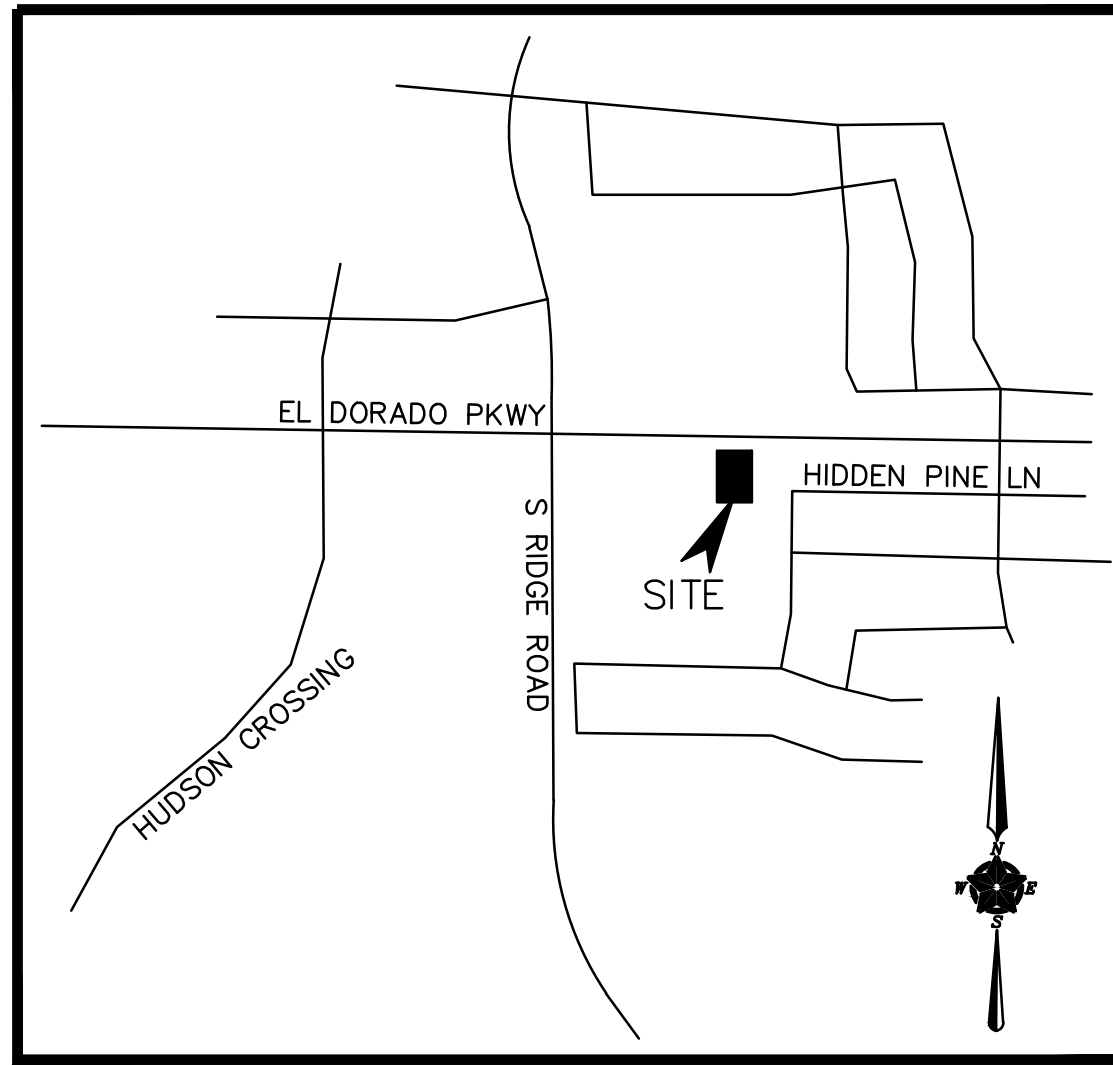 EL DORADO PKWY
HIDDEN PINE LN
S RIDGE ROAD
SITE
HUDSON CROSSING
N
W E
S